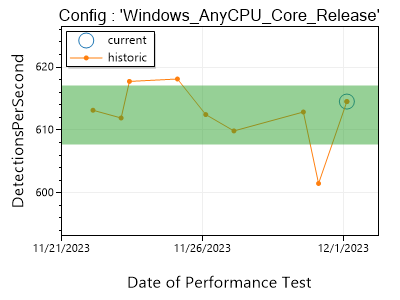 Config : 'Windows_AnyCPU_Core_Release'
current
historic
DetectionsPerSecond
620
610
600
11/21/2023
11/26/2023
12/1/2023
Date of Performance Test